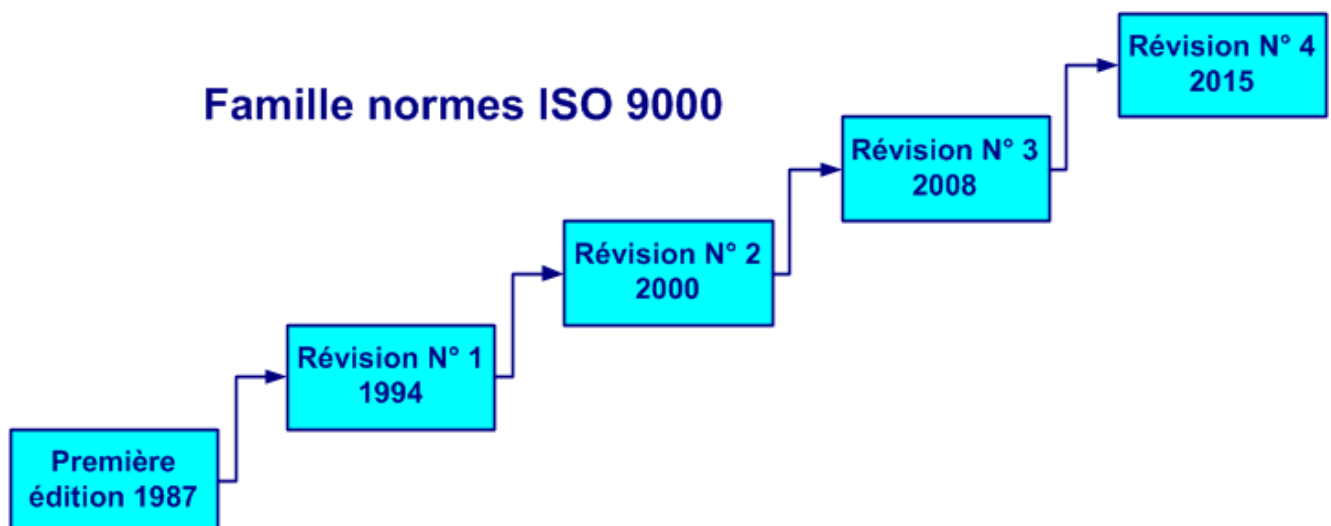 Famille normes ISO 9000
Première
édition 1987
Révision N° 1
1994
Révision N° 2
2000
Révision N° 3
2008
Révision N° 4
2015